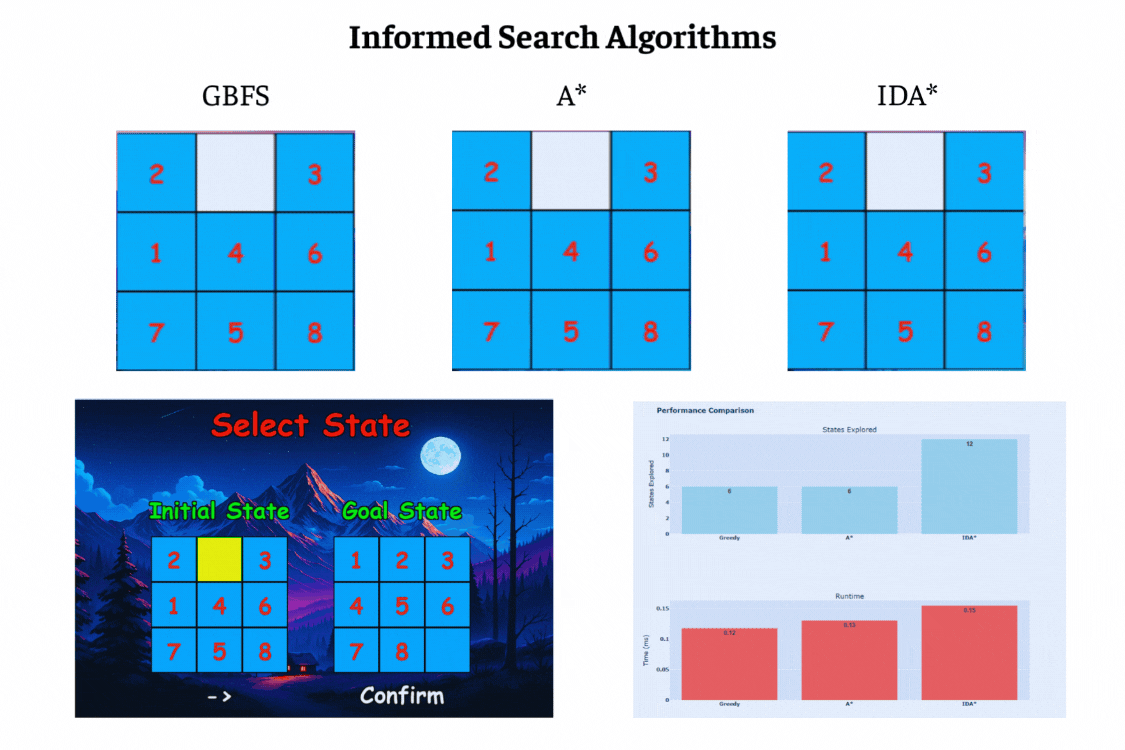 Informed Search Algorithms
GBFS
A*
IDA*
2 3
1 4 6
7 5 8
2 3
1 4 6
7 5 8
2 3
1 4 6
7 5 8
Select State
Initial State
Goal State
2 3
1 4 6
7 5 8
1 2 3
4 5 6
7 8
->
Confirm
Performance Comparison
States Explored
States Explored
12
10
8
6
4
2
0
6
6
12
Greedy
A*
IDA*
Runtime
Time (ms)
0.15
0.1
0.05
0
0.12
0.13
0.15
Greedy
A*
IDA*